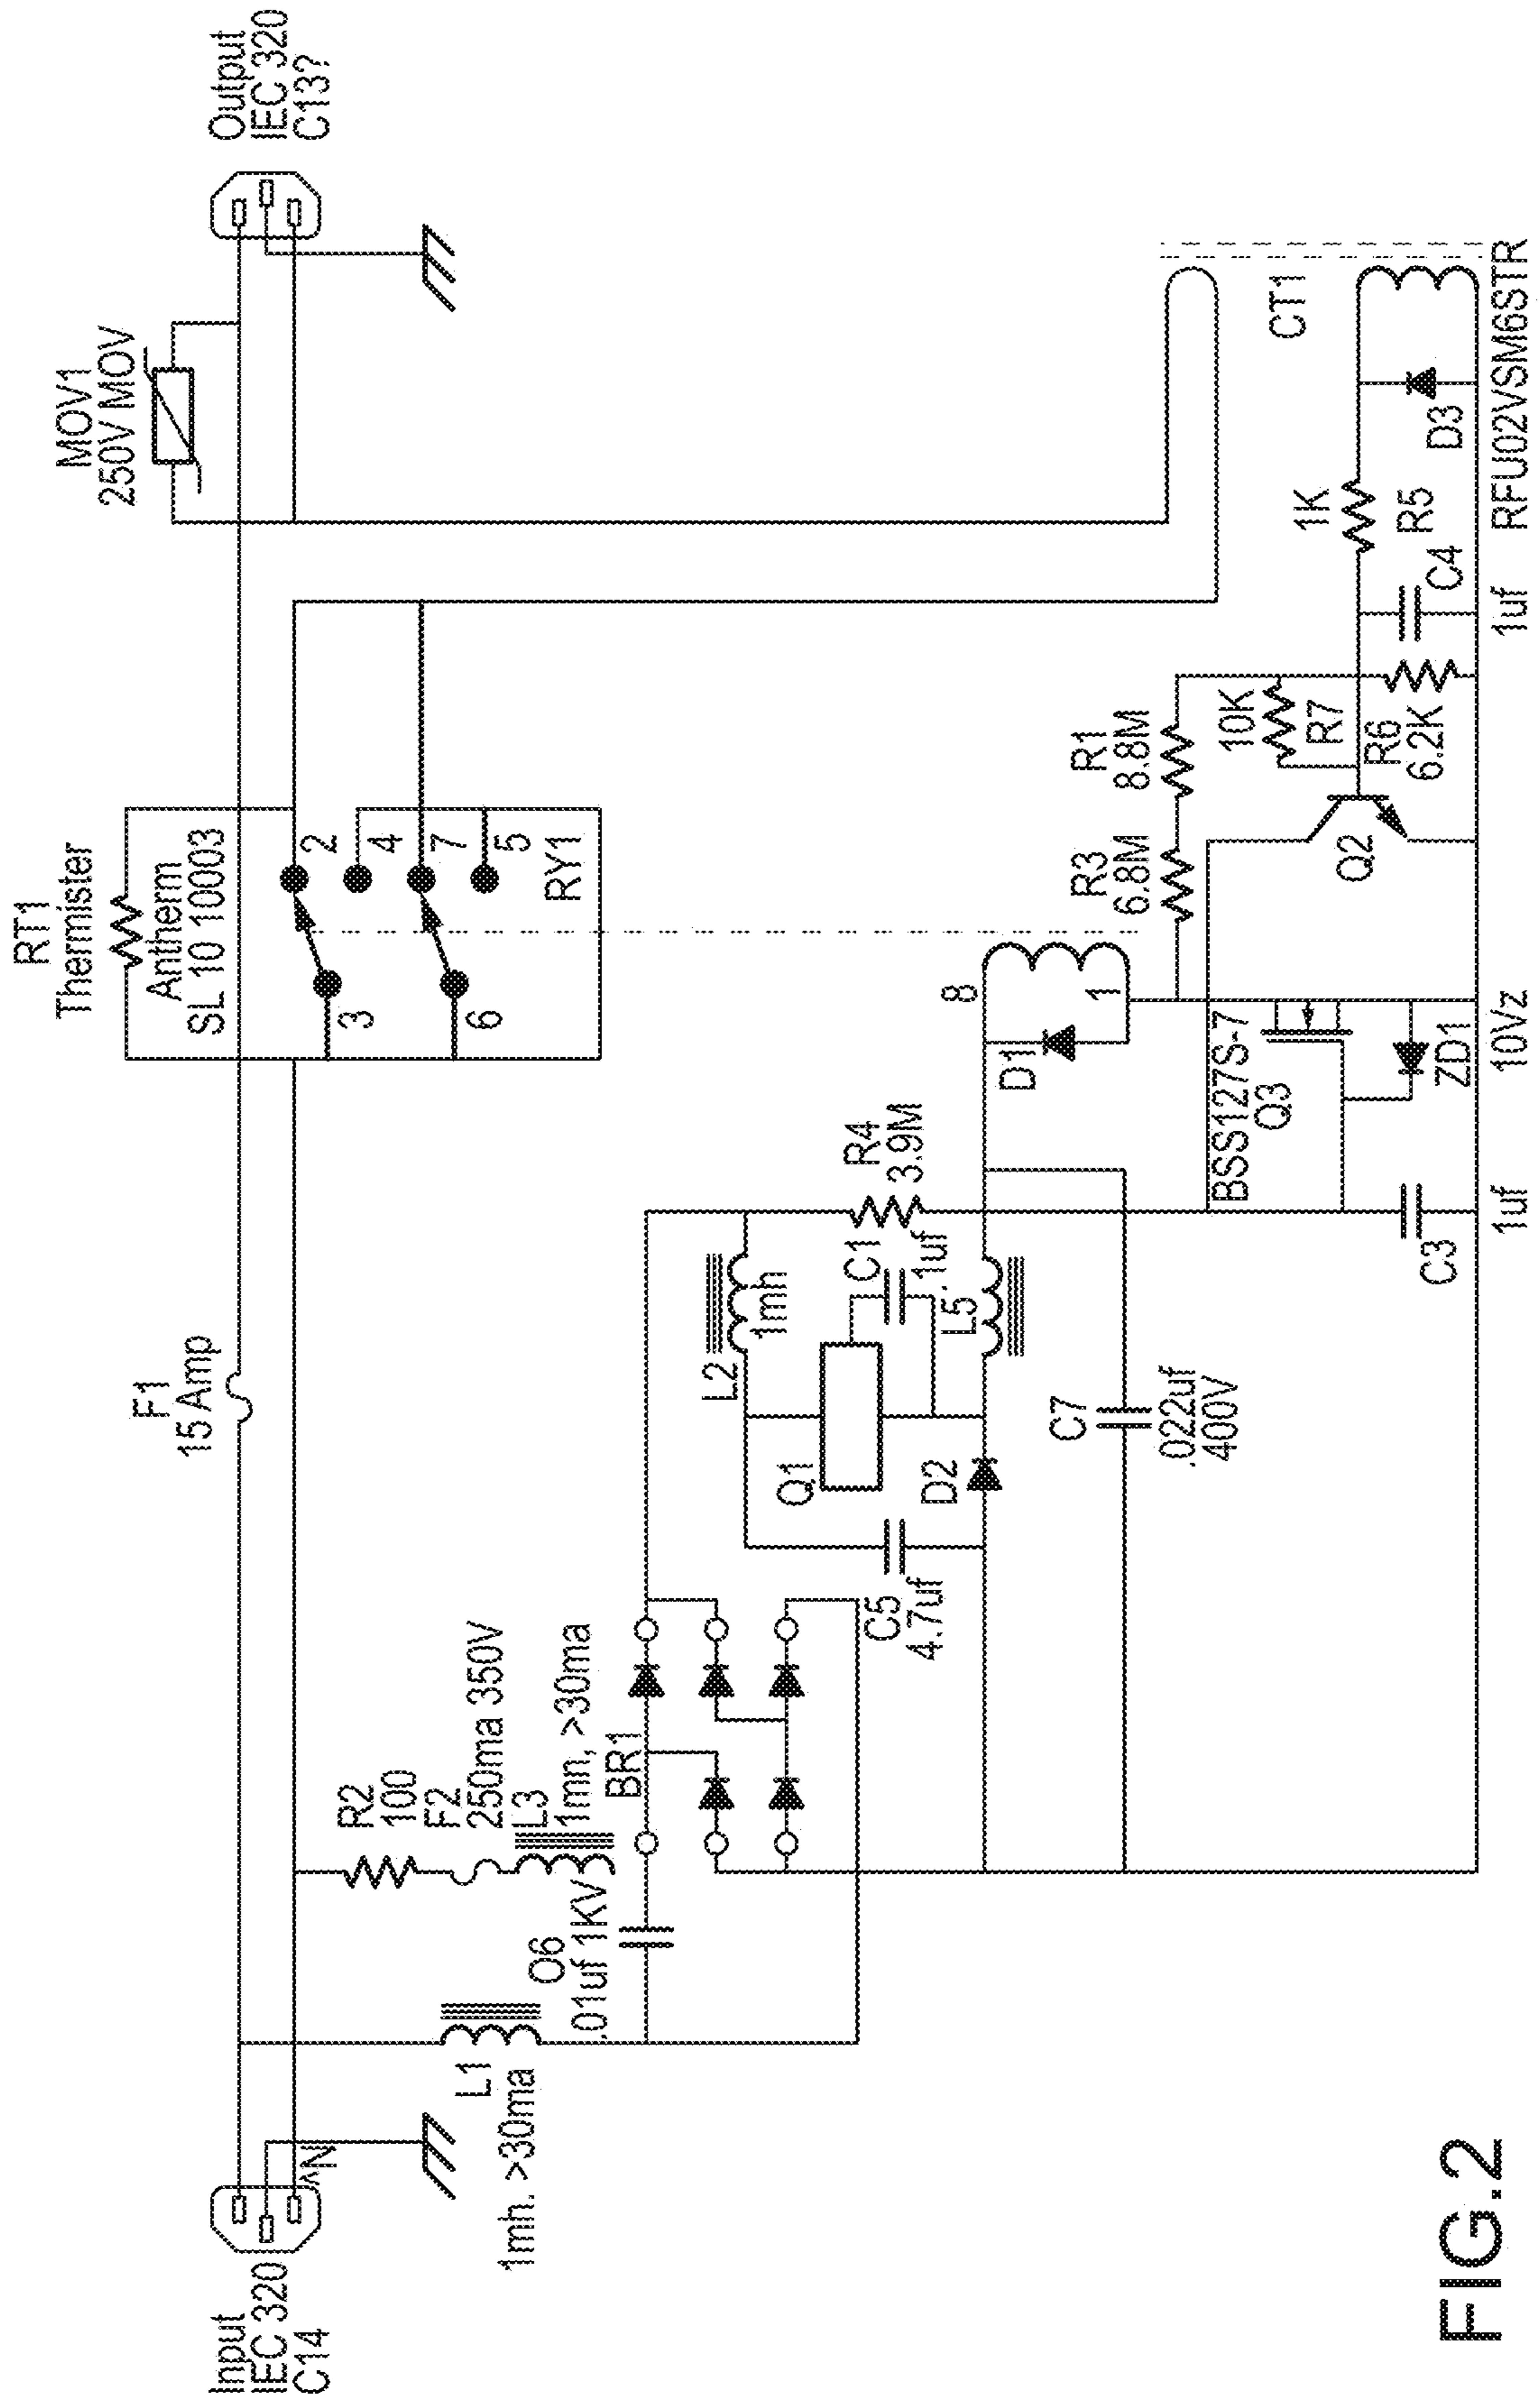 Input
IEC 320
C14
^N
F1
15 Amp
RT1
Thermister
Antherm
SL 10 10003
MOV1
250V MOV
Output
IEC 320
C13?
3
6
2
4
7
5
RY1
L1
1mh. >30ma
R2
100
F2
250ma 350V
L3
1mn, >30ma
O6
.01uf 1KV
BR1
L2
1mh
Q1
C1
.1uf
C5
4.7uf
D2
L5
R4
3.9M
C7
.022uf
400V
D1
8
1
R3
6.8M
R1
8.8M
10K
R7
R6
6.2K
Q2
BSS127S-7
Q3
ZD1
10Vz
C3
1uf
1K
R5
C4
1uf
CT1
D3
RFU02VSM6STR
FIG.2